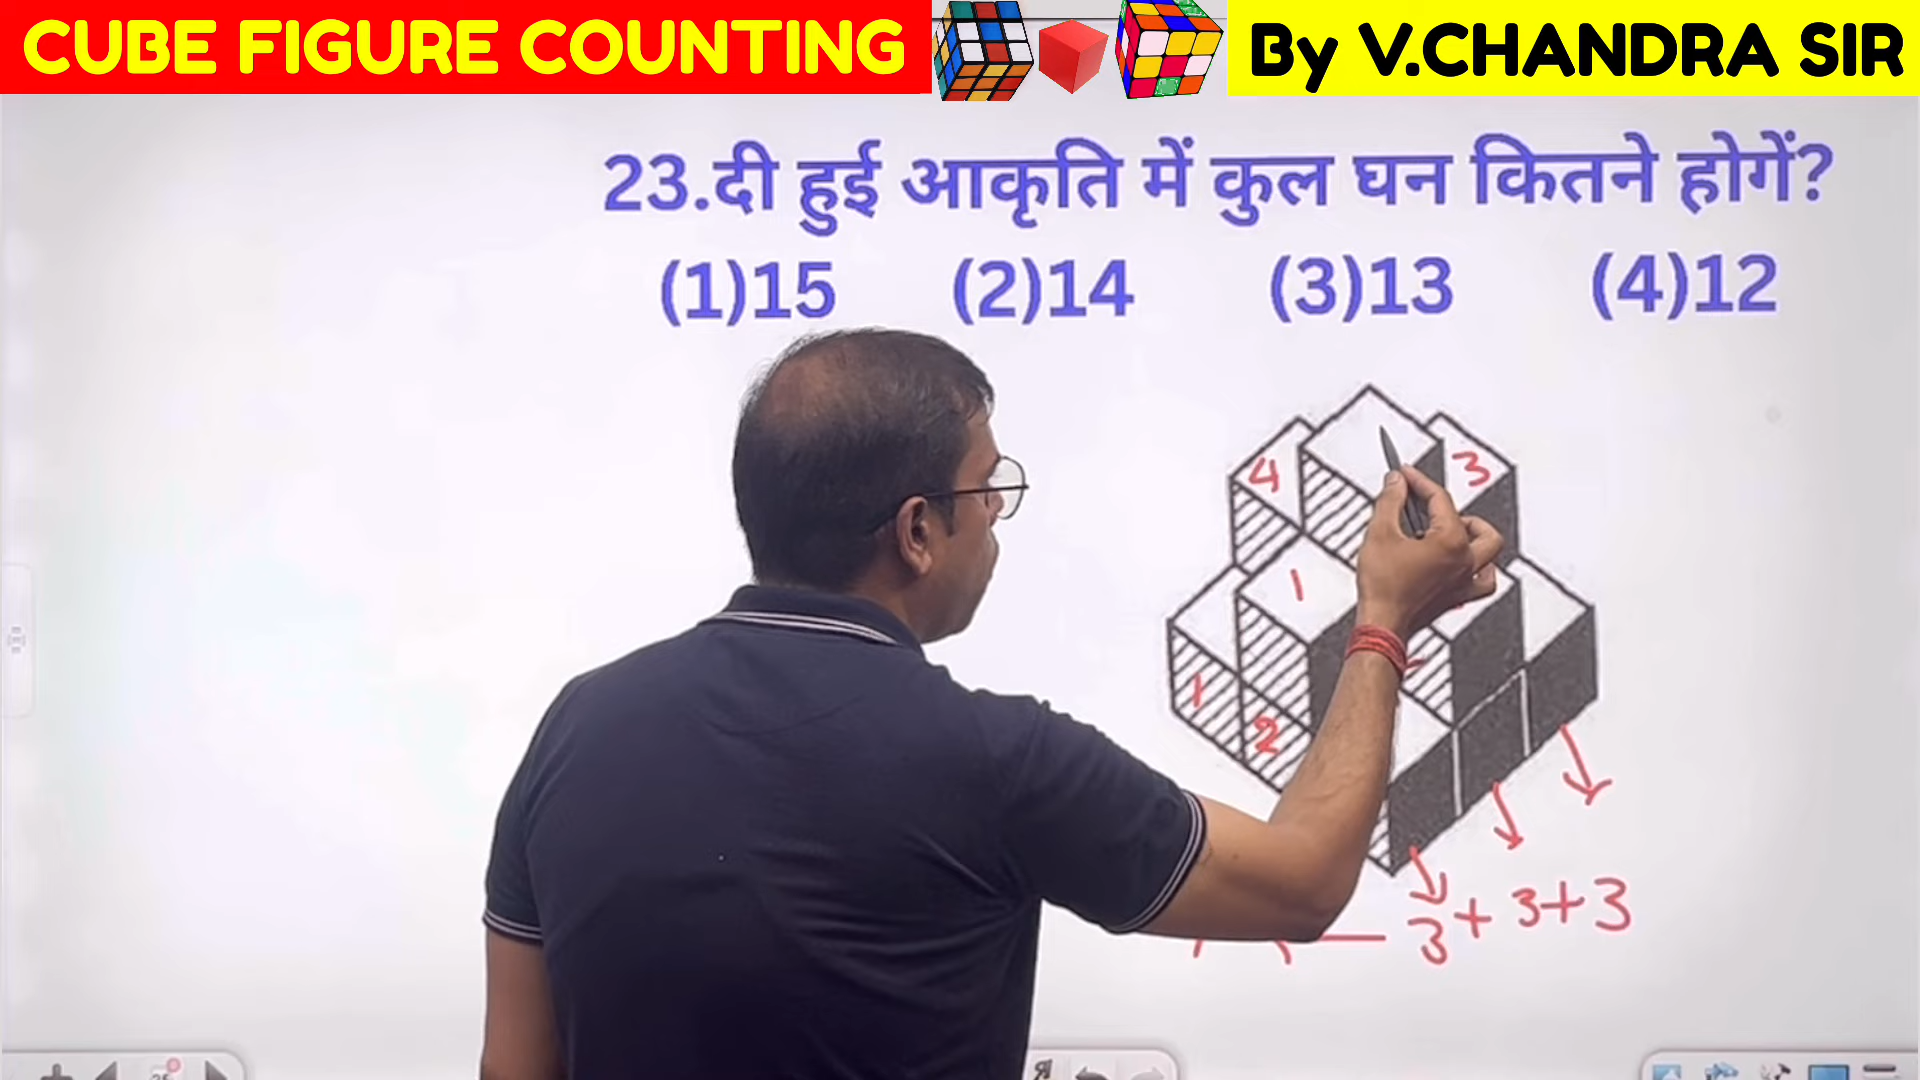 CUBE FIGURE COUNTING By V.CHANDRA SIR
23.दी हुई आकृति में कुल घन कितने होगें?
(1)15 (2)14 (3)13 (4)12
4 3
1
1
2
3+3+3